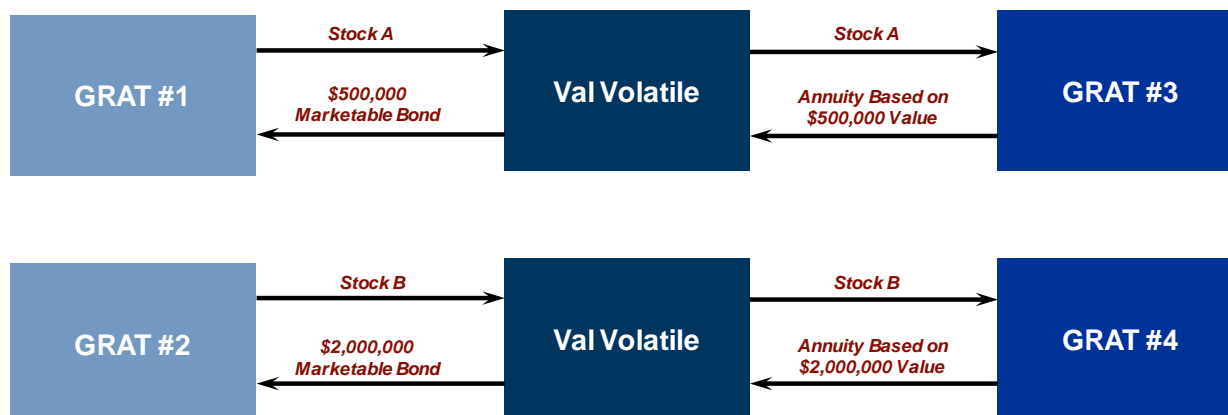 Stock A
Stock A
GRAT #1
$500,000
Marketable Bond
Val Volatile
Annuity Based on
$500,000 Value
GRAT #3
Stock B
Stock B
GRAT #2
$2,000,000
Marketable Bond
Val Volatile
Annuity Based on
$2,000,000 Value
GRAT #4